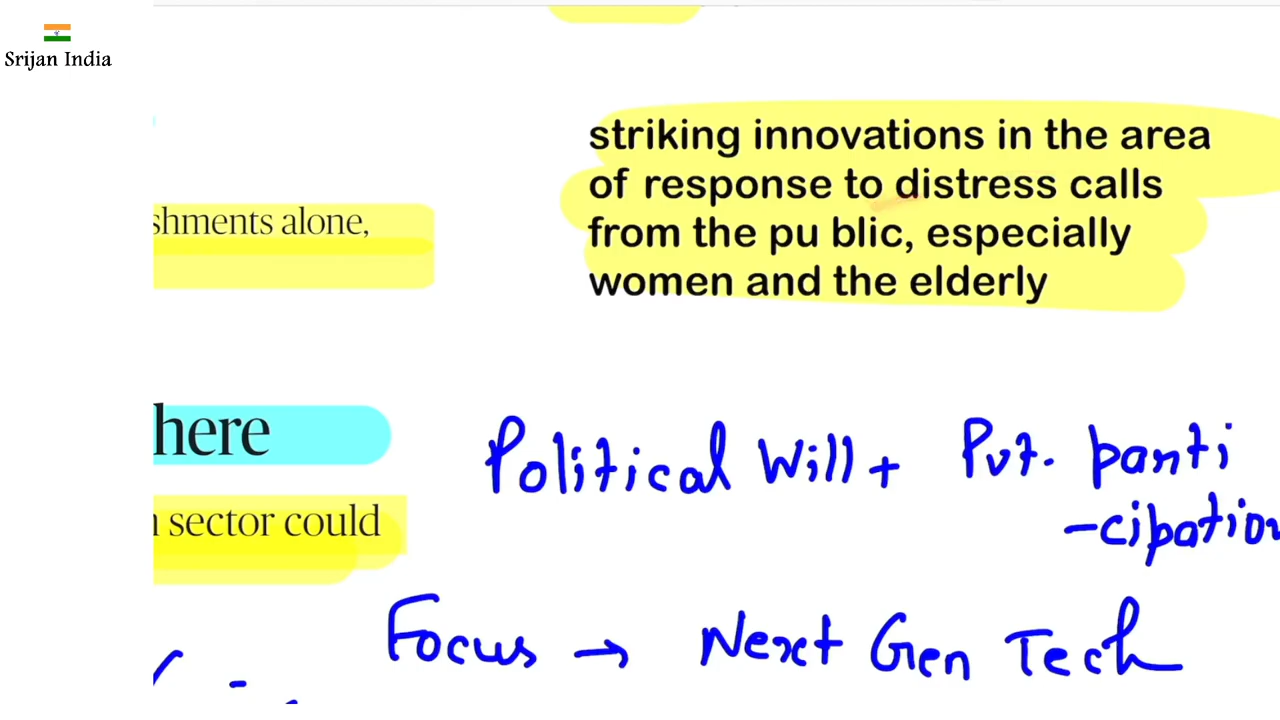 Srijan India
striking innovations in the area
of response to distress calls
shments alone,
from the pu blic, especially
women and the elderly
here
Political Will + Pvt. parti
-cipation
n sector could
Focus → Next Gen Tech